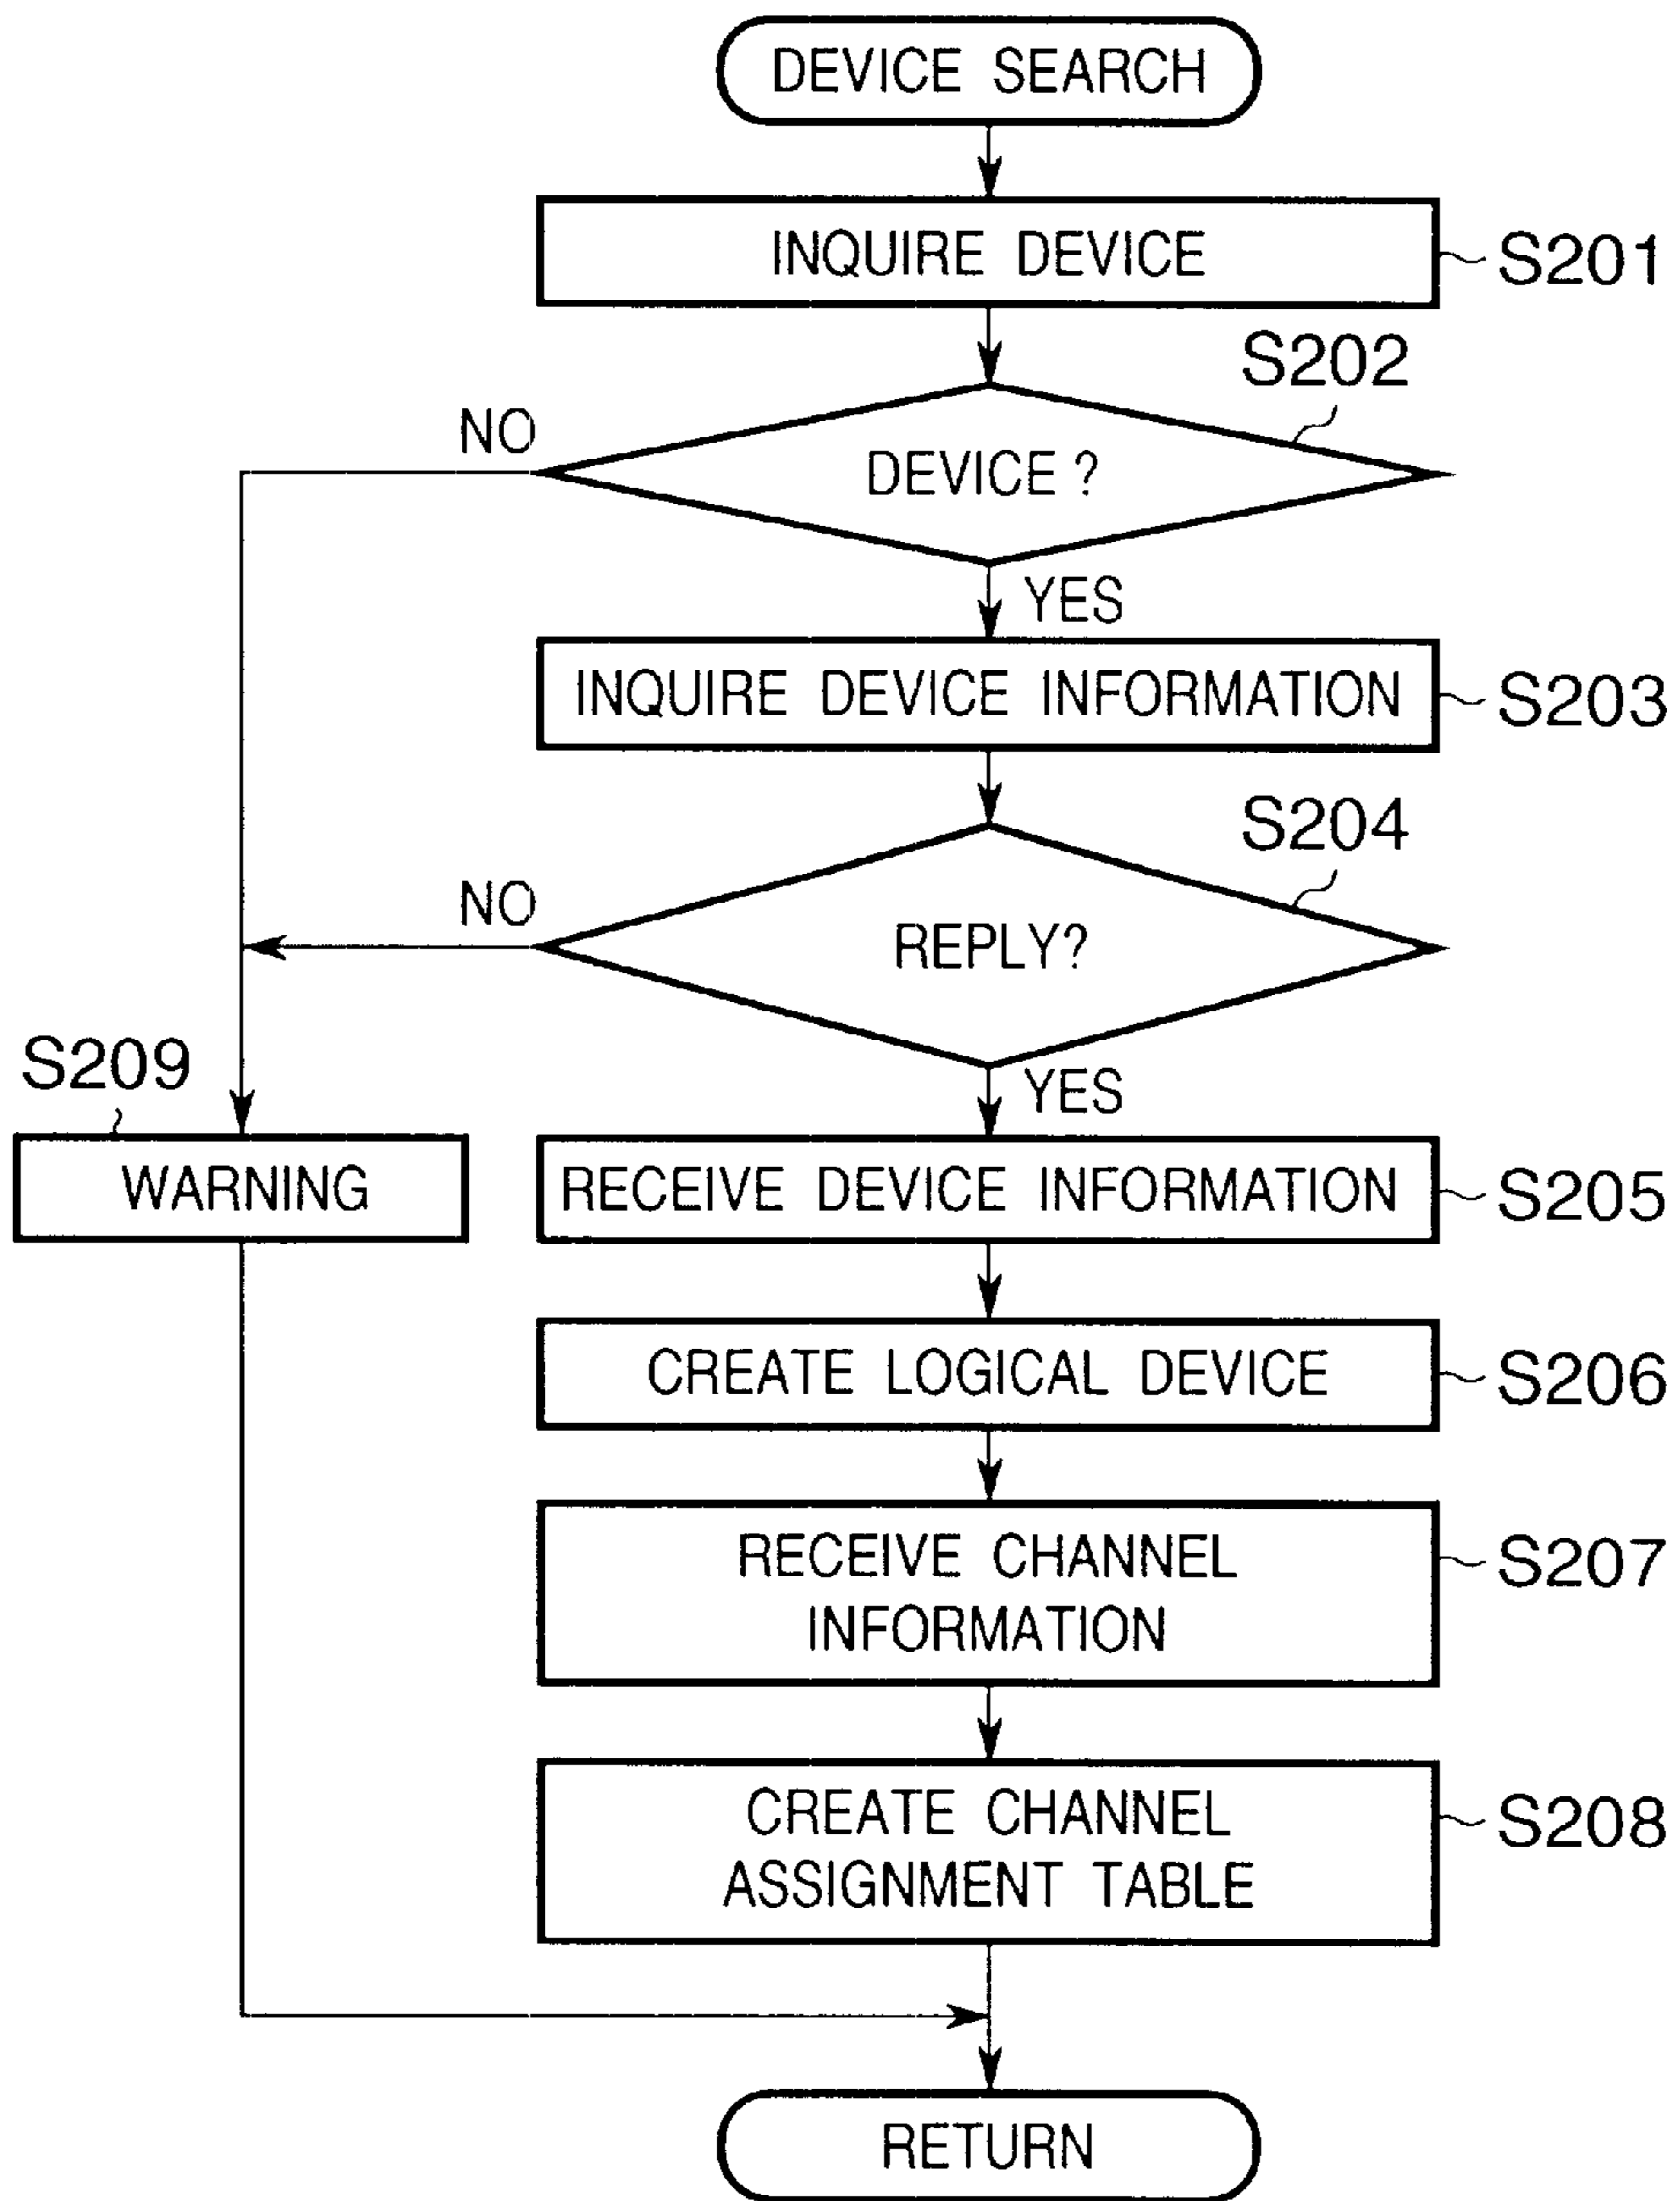 DEVICE SEARCH
INQUIRE DEVICE
S201
S202
NO
DEVICE ?
YES
INQUIRE DEVICE INFORMATION
S203
S204
NO
REPLY?
YES
S209
WARNING
RECEIVE DEVICE INFORMATION
S205
CREATE LOGICAL DEVICE
S206
RECEIVE CHANNEL
INFORMATION
S207
CREATE CHANNEL
ASSIGNMENT TABLE
S208
RETURN